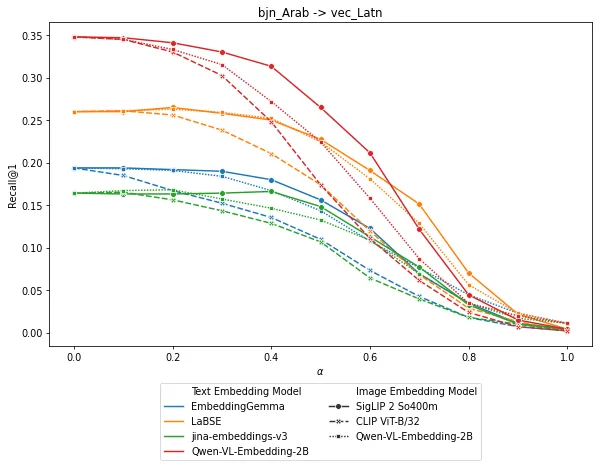 bjn_Arab -> vec_Latn
Recall@1
0.35
0.30
0.25
0.20
0.15
0.10
0.05
0.00
0.0 0.2 0.4 0.6 0.8 1.0
α
Text Embedding Model
EmbeddingGemma
LaBSE
jina-embeddings-v3
Qwen-VL-Embedding-2B
Image Embedding Model
SigLIP 2 So400m
CLIP ViT-B/32
Qwen-VL-Embedding-2B